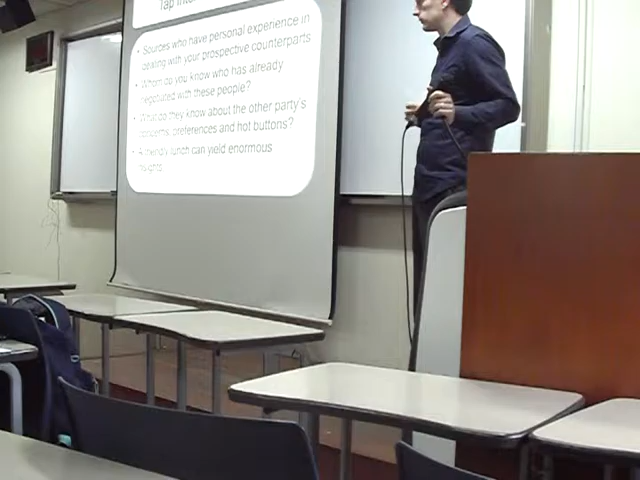 Tap
• Sources who have personal experience in
dealing with your prospective counterparts
• Whom do you know who has already
negotiated with these people?
• What do they know about the other party's
concerns, preferences and hot buttons?
• A friendly lunch can yield enormous
insights